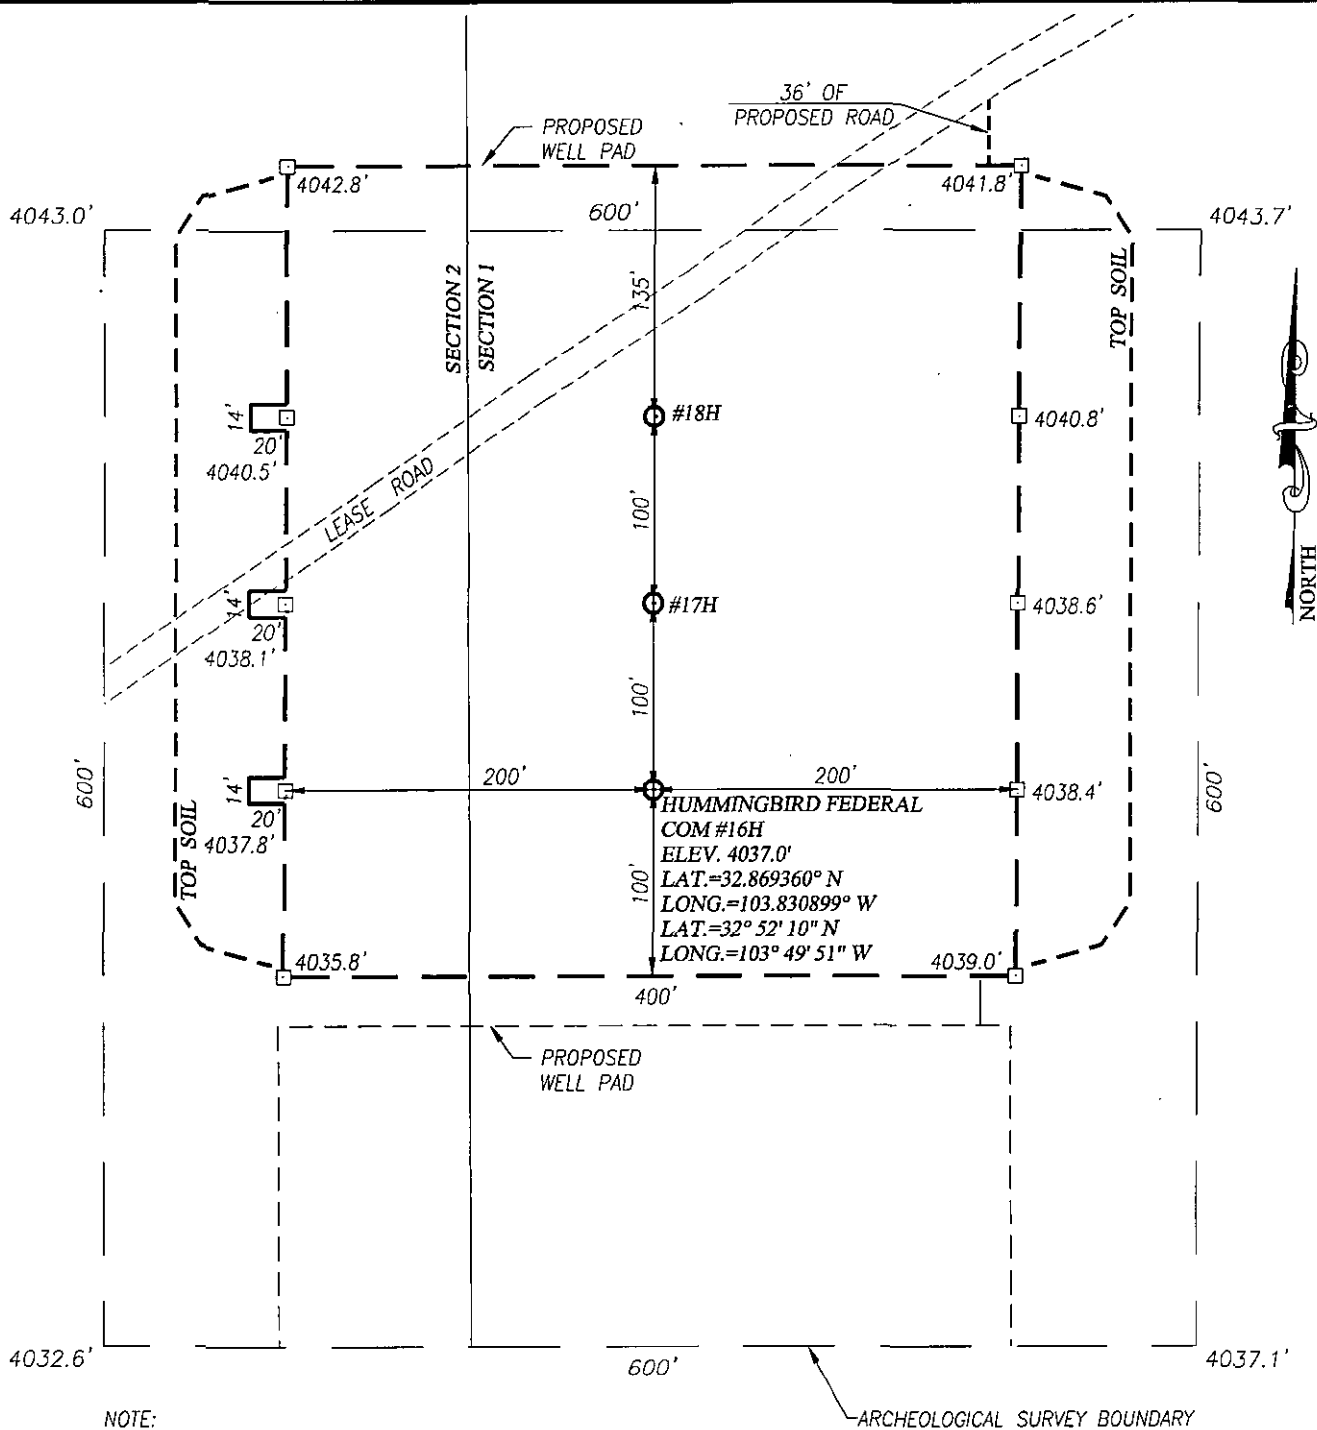 36' OF
PROPOSED ROAD
PROPOSED
WELL PAD
4042.8'
4041.8'
4043.0'
600'
4043.7'
SECTION 2
SECTION 1
135'
TOP SOIL
#18H
14'
20'
4040.5'
4040.8'
LEASE ROAD
100'
NORTH
14'
20'
4038.1'
#17H
4038.6'
100'
600'
14'
20'
4037.8'
200'
200'
4038.4'
600'
TOP SOIL
HUMMINGBIRD FEDERAL
COM #16H
ELEV. 4037.0'
LAT.=32.869360° N
LONG.=103.830899° W
LAT.=32° 52' 10" N
LONG.=103° 49' 51" W
100'
4035.8'
4039.0'
400'
PROPOSED
WELL PAD
4032.6'
600'
4037.1'
NOTE:
ARCHEOLOGICAL SURVEY BOUNDARY